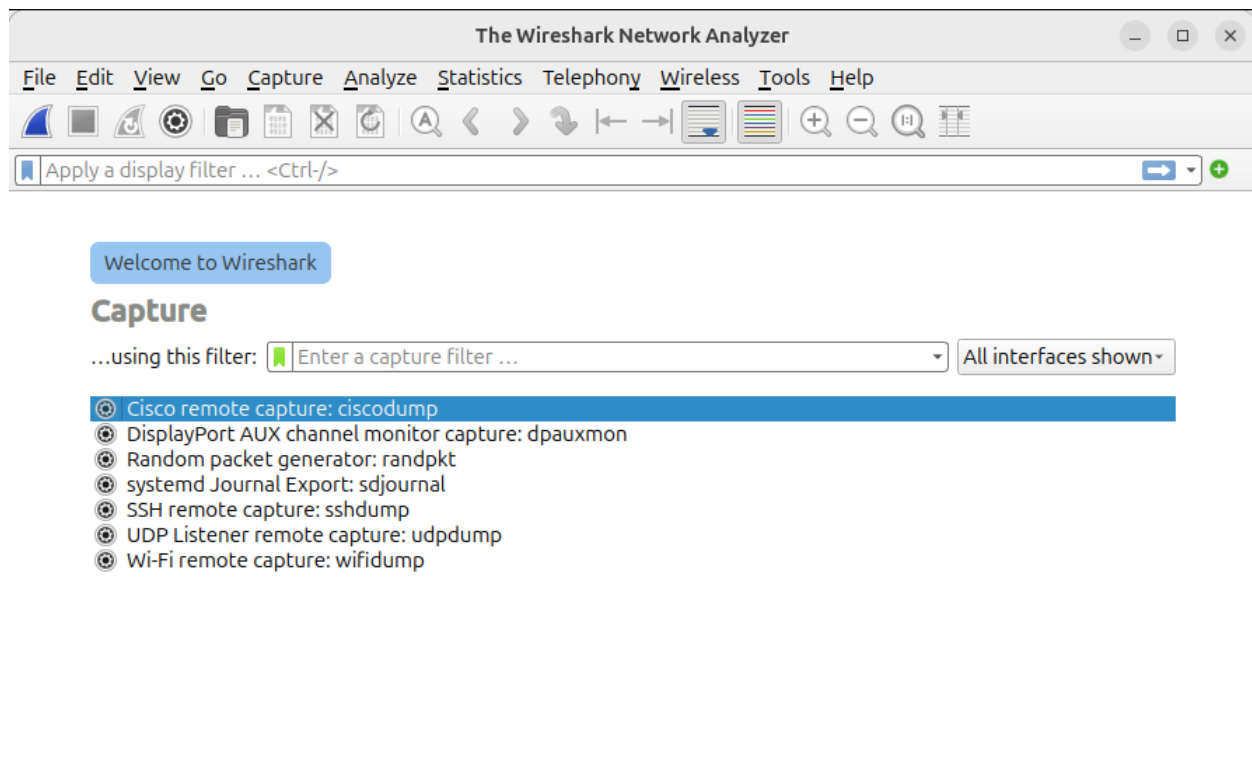 The Wireshark Network Analyzer
File Edit View Go Capture Analyze Statistics Telephony Wireless Tools Help
Apply a display filter … <Ctrl-/>
Welcome to Wireshark
Capture
…using this filter: Enter a capture filter … All interfaces shown
Cisco remote capture: ciscodump
DisplayPort AUX channel monitor capture: dpauxmon
Random packet generator: randpkt
systemd Journal Export: sdjournal
SSH remote capture: sshdump
UDP Listener remote capture: udpdump
Wi-Fi remote capture: wifidump